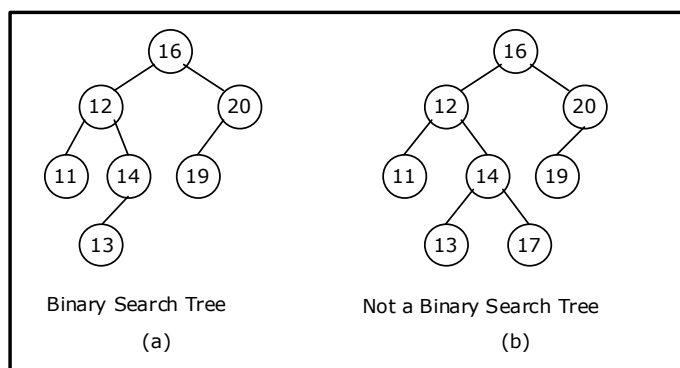 16 16
12 20 12 20
11 14 19 11 14 19
13 13 17
Binary Search Tree Not a Binary Search Tree
(a) (b)